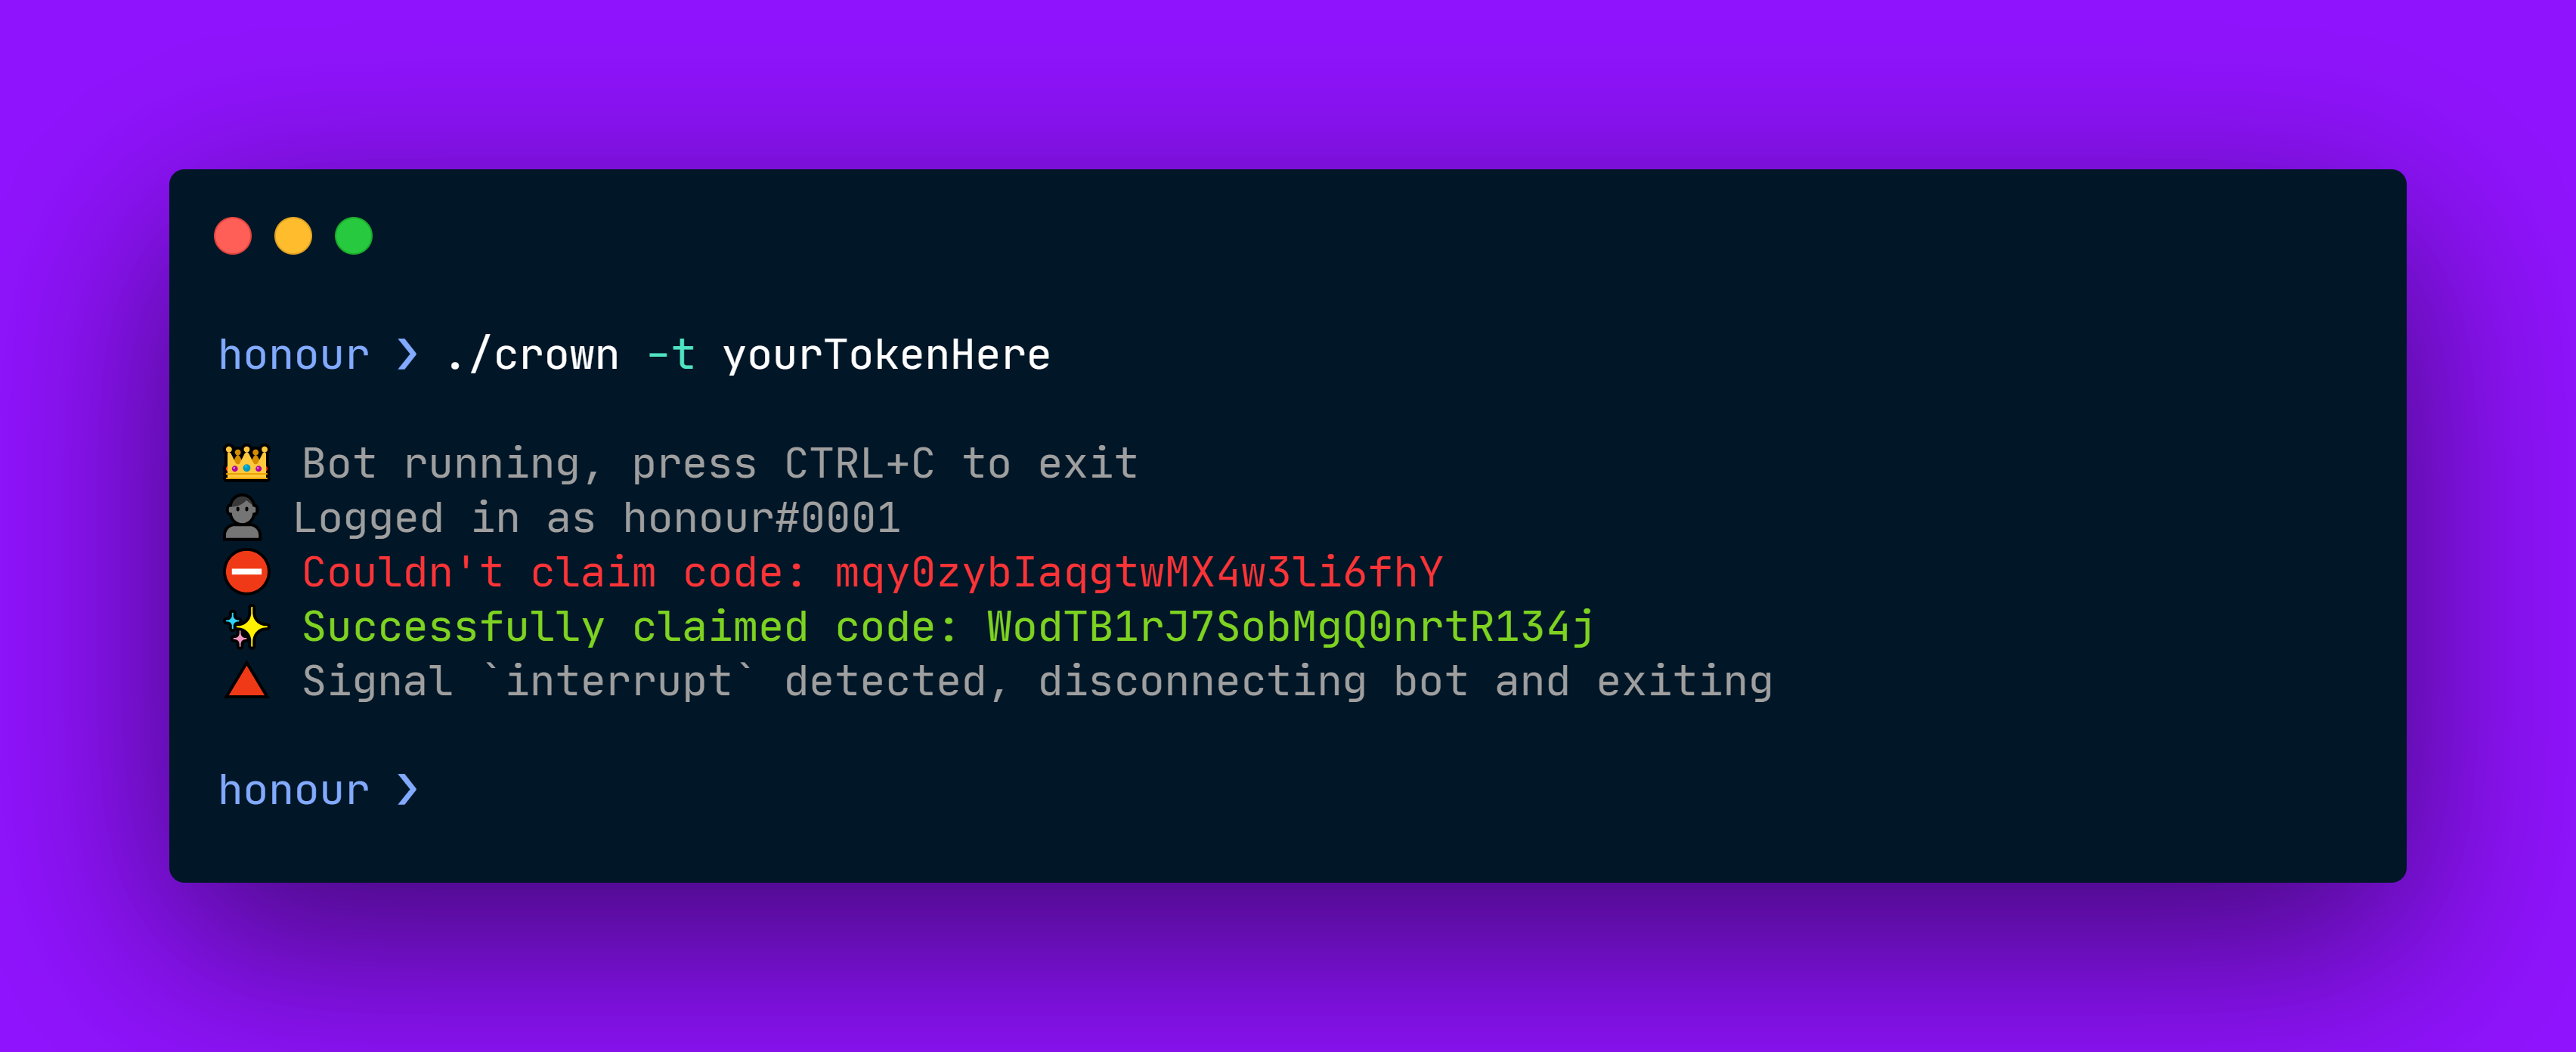 honour ❯ ./crown -t yourTokenHere
👑 Bot running, press CTRL+C to exit
👤 Logged in as honour#0001
⛔ Couldn't claim code: mqy0zybIaqgtwMX4w3li6fhY
✨ Successfully claimed code: WodTB1rJ7SobMgQ0nrtR134j
🔺 Signal `interrupt` detected, disconnecting bot and exiting
honour ❯